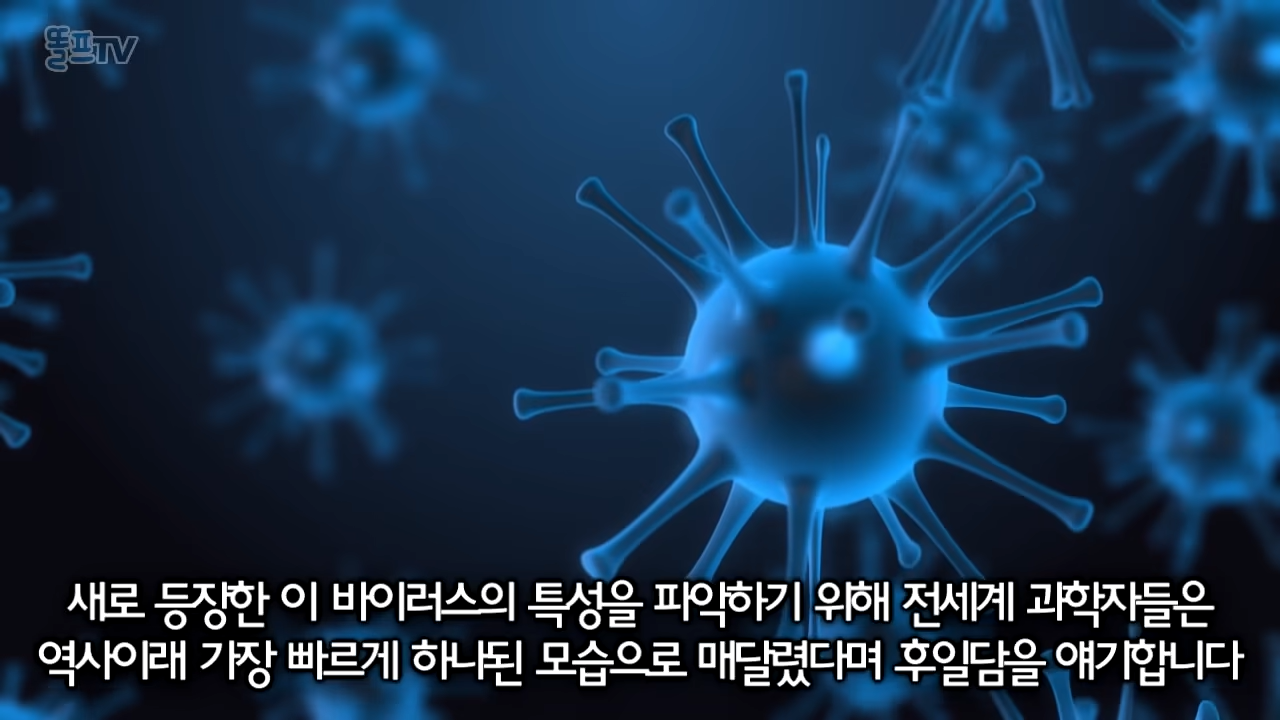 똘프TV
새로 등장한 이 바이러스의 특성을 파악하기 위해 전세계 과학자들은
역사이래 가장 빠르게 하나된 모습으로 매달렸다며 후일담을 얘기합니다